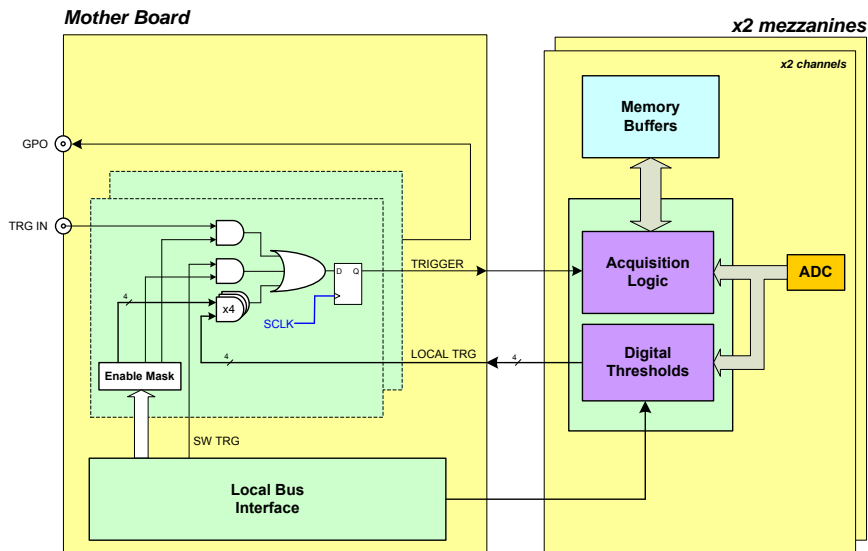 Mother Board
x2 mezzanines
x2 channels
Memory
Buffers
GPO
TRG IN
D Q
TRIGGER
Acquisition
Logic
ADC
4
x4
SCLK
LOCAL TRG
4
4
Digital
Thresholds
Enable Mask
SW TRG
Local Bus
Interface